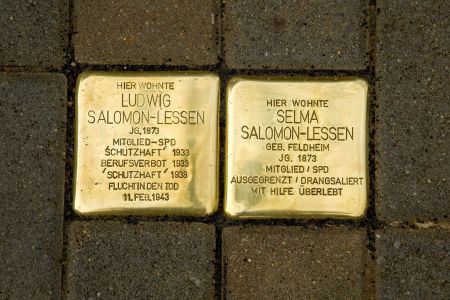 HIER WOHNTE
LUDWIG
SALOMON-LESSEN
JG. 1873
MITGLIED-SPD
'SCHUTZHAFT' 1933
BERUFSVERBOT 1933
'SCHUTZHAFT' 1938
FLUCHT IN DEN TOD
11. FEB. 1943
HIER WOHNTE
SELMA
SALOMON-LESSEN
GEB. FELDHEIM
JG. 1873
MITGLIED / SPD
AUSGEGRENZT / DRANGSALIERT
MIT HILFE ÜBERLEBT